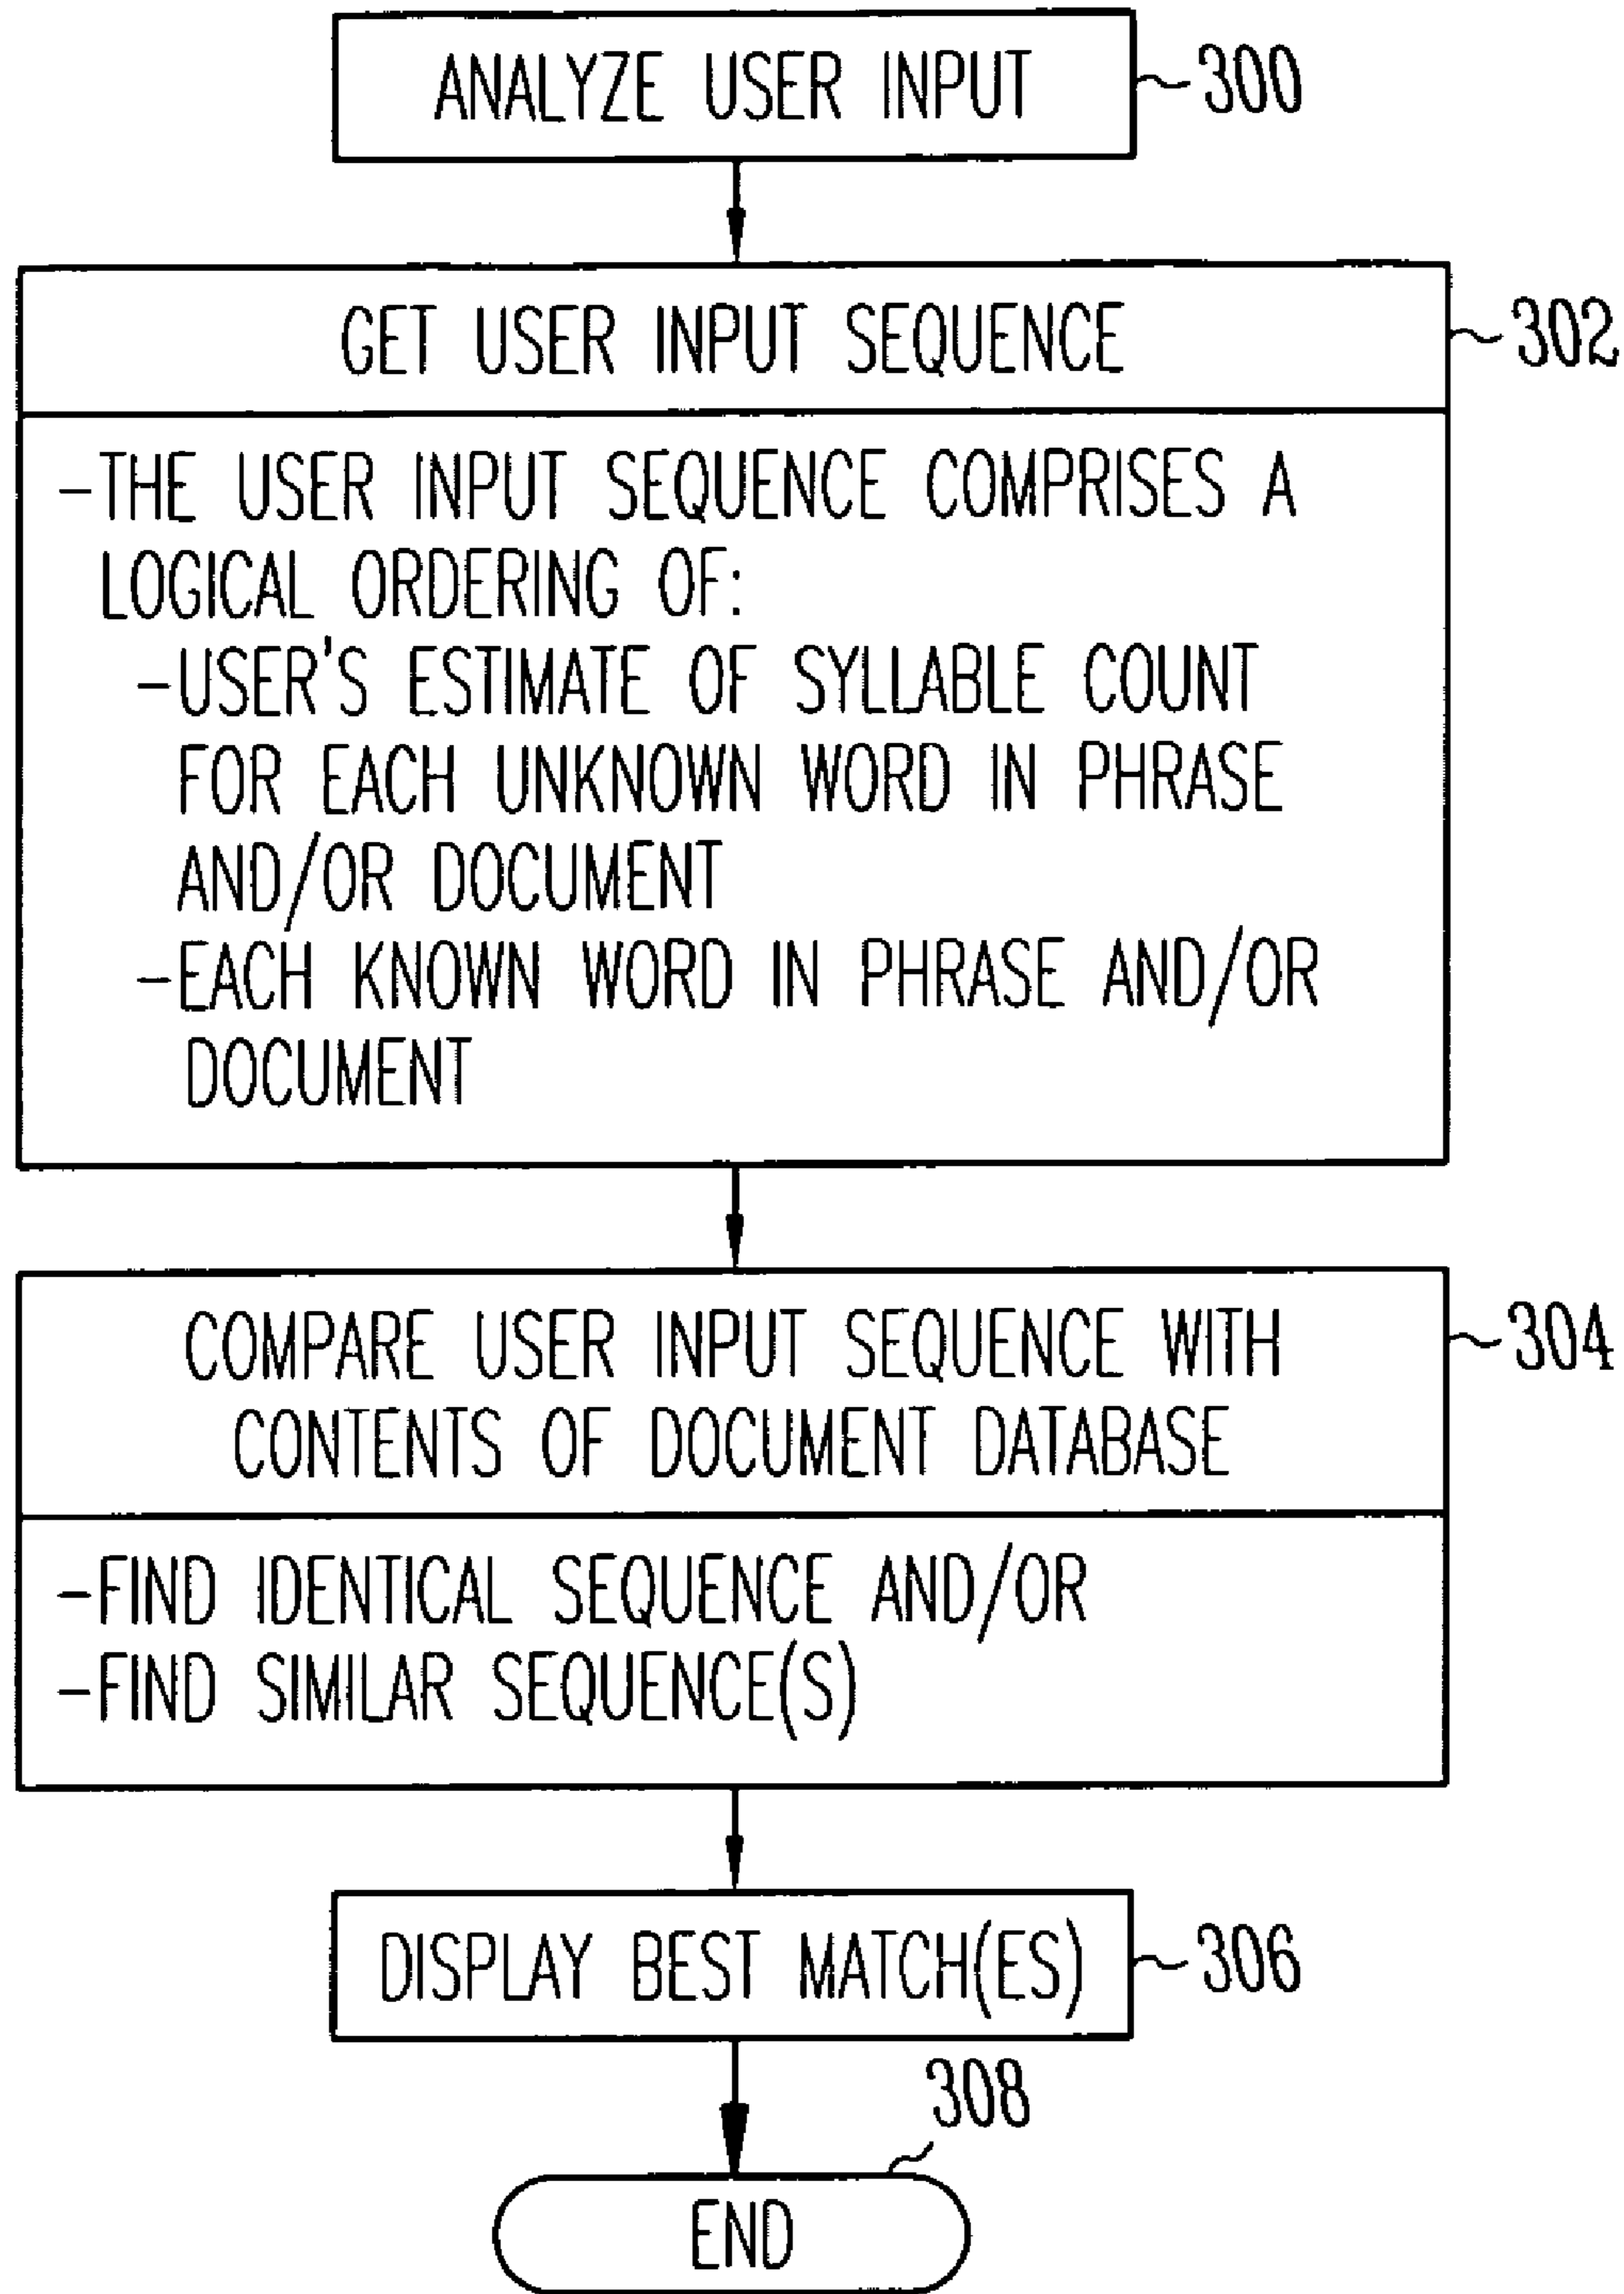 ANALYZE USER INPUT
300
GET USER INPUT SEQUENCE
302
-THE USER INPUT SEQUENCE COMPRISES A
LOGICAL ORDERING OF:
-USER'S ESTIMATE OF SYLLABLE COUNT
FOR EACH UNKNOWN WORD IN PHRASE
AND/OR DOCUMENT
-EACH KNOWN WORD IN PHRASE AND/OR
DOCUMENT
COMPARE USER INPUT SEQUENCE WITH
304
CONTENTS OF DOCUMENT DATABASE
-FIND IDENTICAL SEQUENCE AND/OR
-FIND SIMILAR SEQUENCE(S)
DISPLAY BEST MATCH(ES)
306
308
END